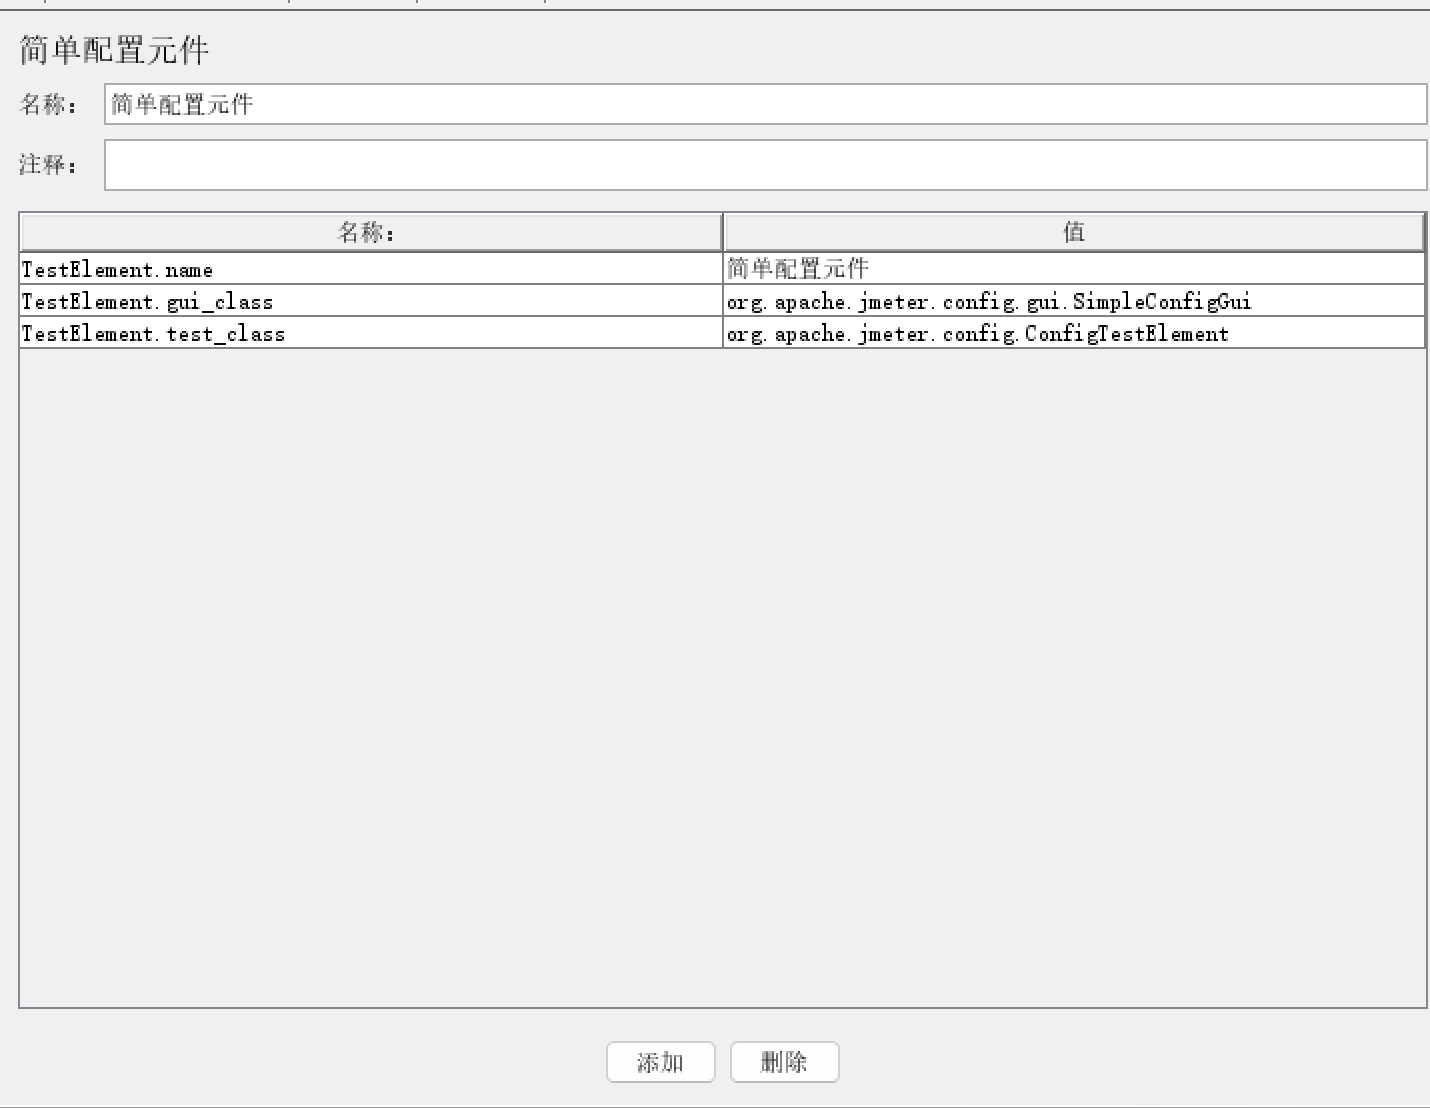 简单配置元件
名称： 简单配置元件
注释：
名称： 值
TestElement.name 简单配置元件
TestElement.gui_class org.apache.jmeter.config.gui.SimpleConfigGui
TestElement.test_class org.apache.jmeter.config.ConfigTestElement
添加 删除